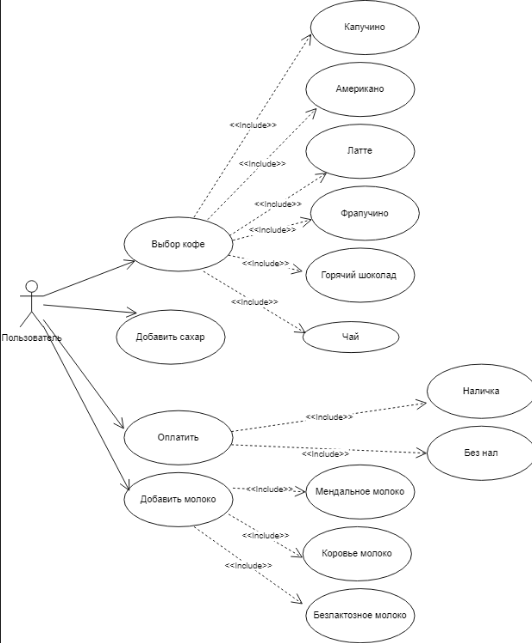 Капучино
Американо
<<Include>>
Латте
<<Include>>
<<Include>>
Фрапучино
<<Include>>
Выбор кофе
<<Include>>
Горячий шоколад
<<Include>>
Пользователь
Добавить сахар
Чай
Наличка
<<Include>>
Оплатить
<<Include>>
Без нал
Добавить молоко
<<Include>>
Мендальное молоко
<<Include>>
Коровье молоко
<<Include>>
Безлактозное молоко